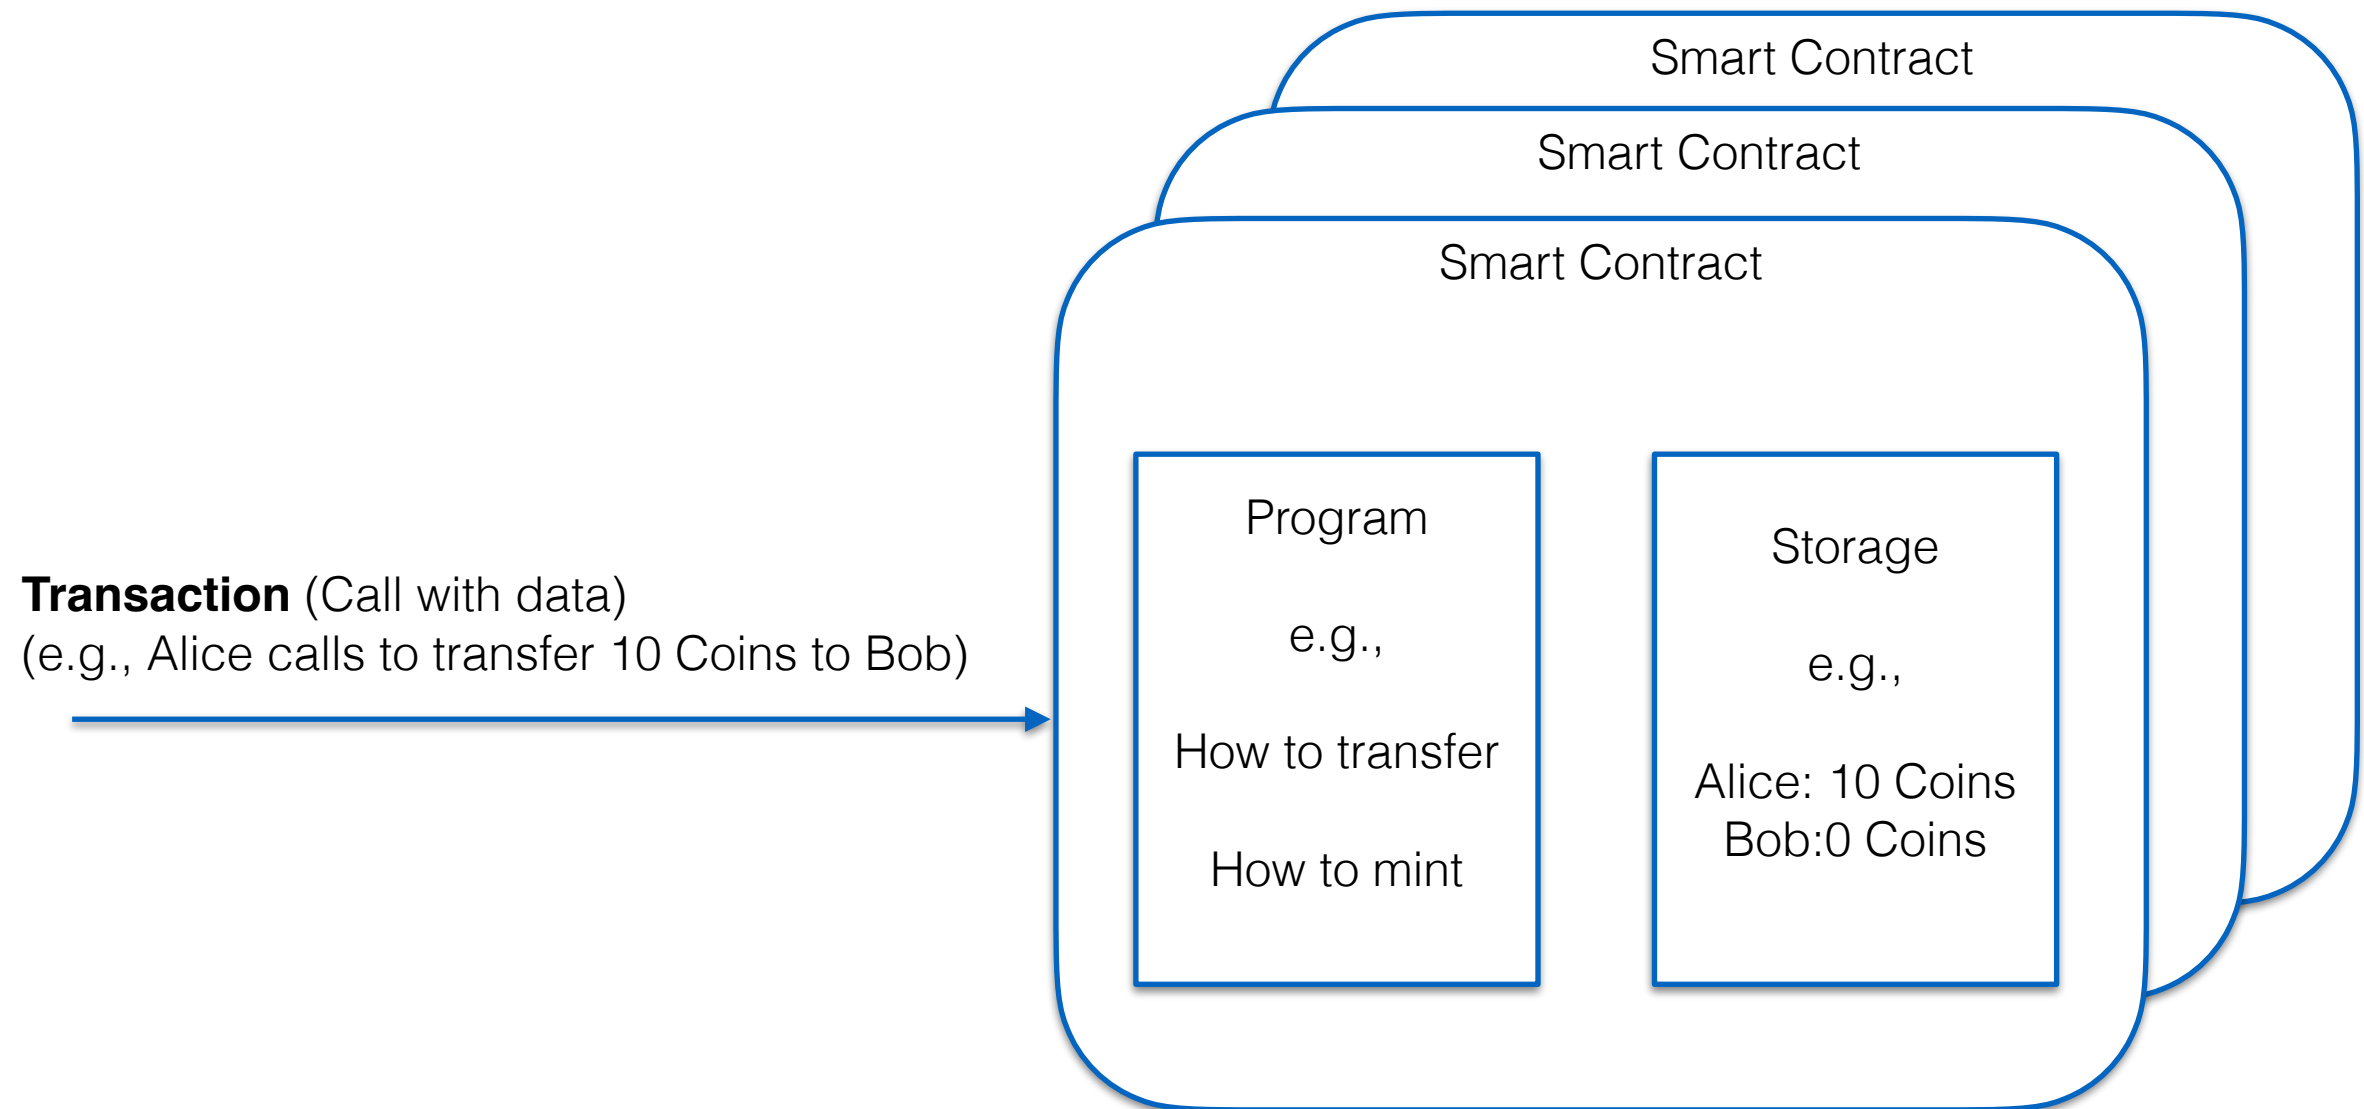 Smart Contract
Smart Contract
Smart Contract
Transaction (Call with data)
(e.g., Alice calls to transfer 10 Coins to Bob)
Program
e.g.,
How to transfer
How to mint
Storage
e.g.,
Alice: 10 Coins
Bob:0 Coins